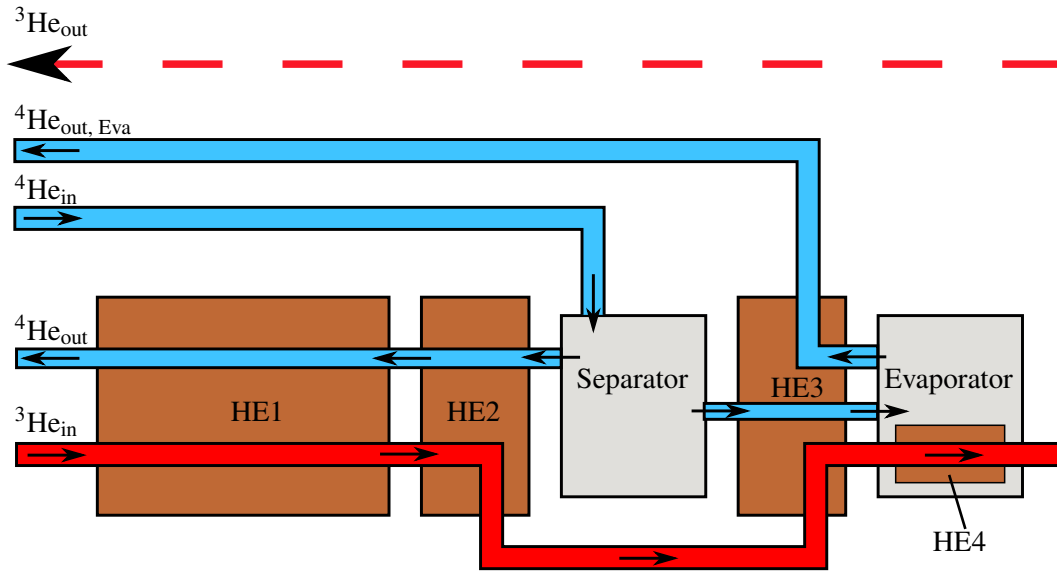 ³He_out
⁴He_out, Eva
⁴He_in
⁴He_out
Separator
Evaporator
HE3
HE1
HE2
³He_in
HE4